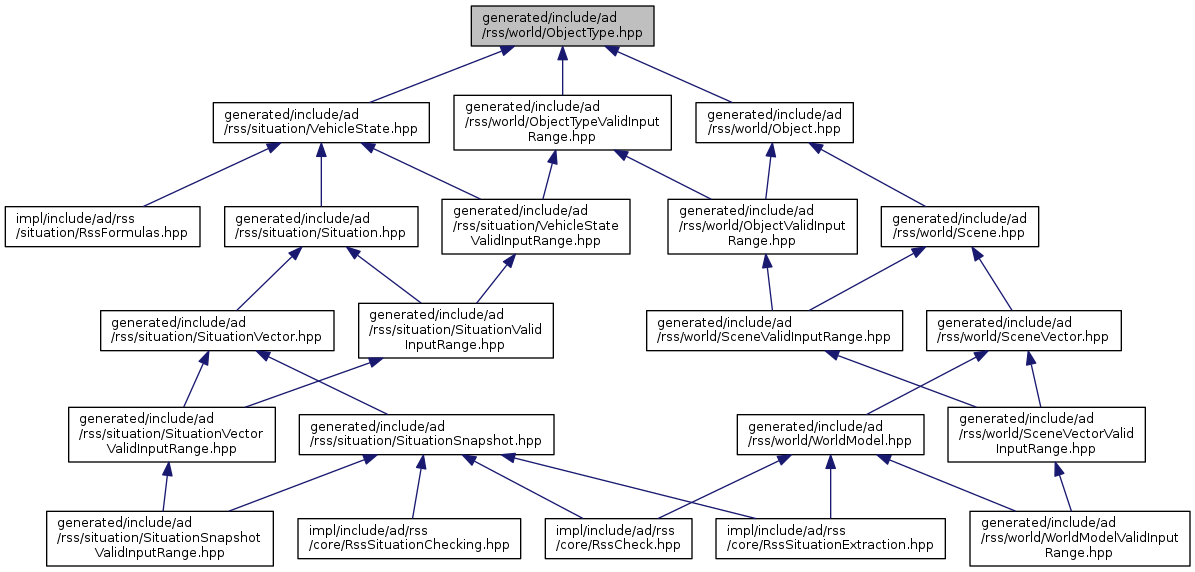 generated/include/ad
/rss/world/ObjectType.hpp
generated/include/ad
/rss/situation/VehicleState.hpp
generated/include/ad
/rss/world/ObjectTypeValidInput
Range.hpp
generated/include/ad
/rss/world/Object.hpp
impl/include/ad/rss
/situation/RssFormulas.hpp
generated/include/ad
/rss/situation/Situation.hpp
generated/include/ad
/rss/situation/VehicleState
ValidInputRange.hpp
generated/include/ad
/rss/world/ObjectValidInput
Range.hpp
generated/include/ad
/rss/world/Scene.hpp
generated/include/ad
/rss/situation/SituationVector.hpp
generated/include/ad
/rss/situation/SituationValid
InputRange.hpp
generated/include/ad
/rss/world/SceneValidInputRange.hpp
generated/include/ad
/rss/world/SceneVector.hpp
generated/include/ad
/rss/situation/SituationVector
ValidInputRange.hpp
generated/include/ad
/rss/situation/SituationSnapshot.hpp
generated/include/ad
/rss/world/WorldModel.hpp
generated/include/ad
/rss/world/SceneVectorValid
InputRange.hpp
generated/include/ad
/rss/situation/SituationSnapshot
ValidInputRange.hpp
impl/include/ad/rss
/core/RssSituationChecking.hpp
impl/include/ad/rss
/core/RssCheck.hpp
impl/include/ad/rss
/core/RssSituationExtraction.hpp
generated/include/ad
/rss/world/WorldModelValidInput
Range.hpp